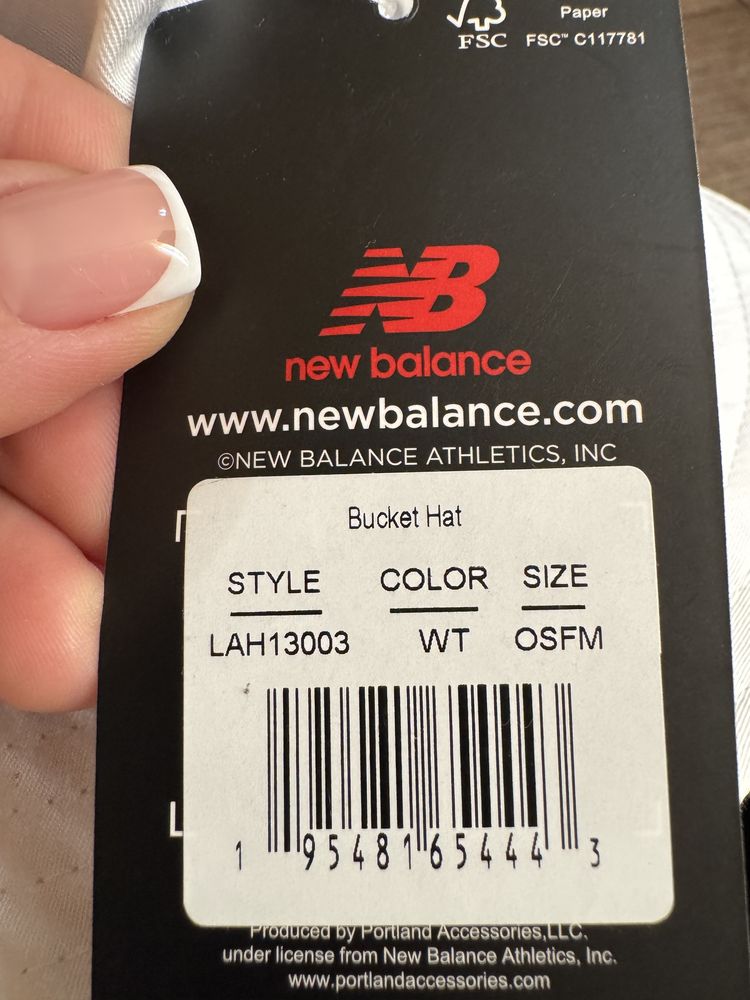 Paper
FSC FSC™ C117781
NB
new balance
www.newbalance.com
©NEW BALANCE ATHLETICS, INC
Bucket Hat
STYLE COLOR SIZE
LAH13003 WT OSFM
1 95481 65444 3
Produced by Portland Accessories,LLC.
under license from New Balance Athletics, Inc.
www.portlandaccessories.com